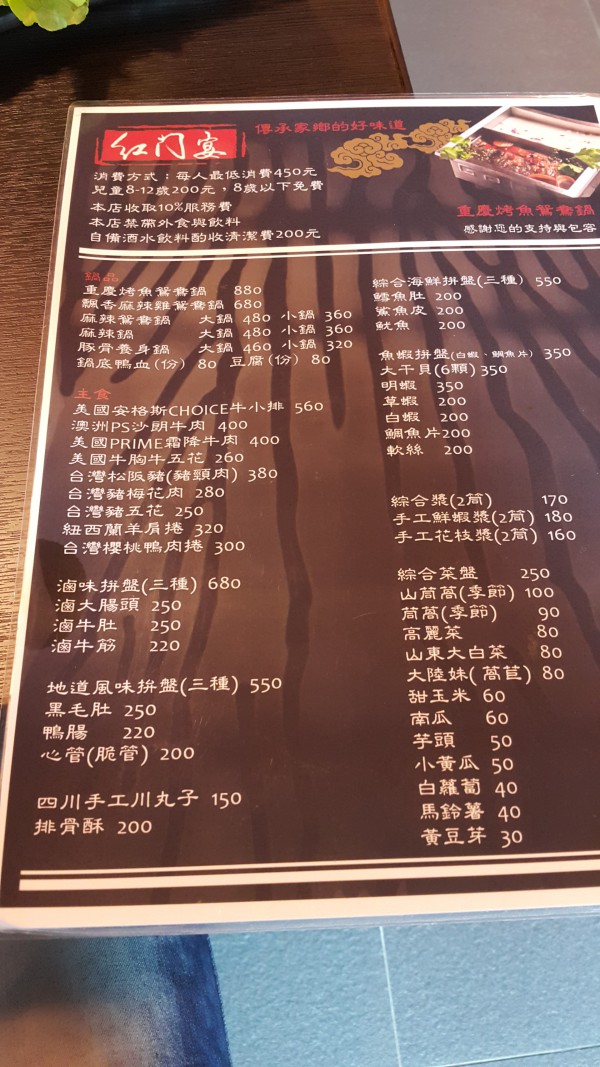 紅門宴
傳承家鄉的好味道
消費方式：每人最低消費450元
兒童8-12歲200元，8歲以下免費
本店收取10%服務費
本店禁帶外食與飲料
自備酒水飲料酌收清潔費200元
重慶烤魚鴛鴦鍋
感謝您的支持與包容
鍋品
重慶烤魚鴛鴦鍋 880
飄香麻辣雞鴛鴦鍋 680
麻辣鴛鴦鍋 大鍋 480 小鍋 360
麻辣鍋 大鍋 480 小鍋 360
豚骨養身鍋 大鍋 460 小鍋 320
鍋底鴨血(份) 80 豆腐(份) 80
主食
美國安格斯CHOICE牛小排 560
澳洲PS沙朗牛肉 400
美國PRIME霜降牛肉 400
美國牛胸牛五花 260
台灣松阪豬(豬頸肉) 380
台灣豬梅花肉 280
台灣豬五花 250
紐西蘭羊肩捲 320
台灣櫻桃鴨肉捲 300
滷味拼盤(三種) 680
滷大腸頭 250
滷牛肚 250
滷牛筋 220
地道風味拼盤(三種) 550
黑毛肚 250
鴨腸 220
心管(脆管) 200
四川手工川丸子 150
排骨酥 200
綜合海鮮拼盤(三種) 550
鱈魚肚 200
鯊魚皮 200
魷魚 200
魚蝦拼盤(白蝦、鯛魚片) 350
大干貝(6顆) 350
明蝦 350
草蝦 200
白蝦 200
鯛魚片200
軟絲 200
綜合漿(2筒) 170
手工鮮蝦漿(2筒) 180
手工花枝漿(2筒) 160
綜合菜盤 250
山茼萵(季節) 100
茼萵(季節) 90
高麗菜 80
山東大白菜 80
大陸妹(萵苣) 80
甜玉米 60
南瓜 60
芋頭 50
小黃瓜 50
白蘿蔔 40
馬鈴薯 40
黃豆芽 30